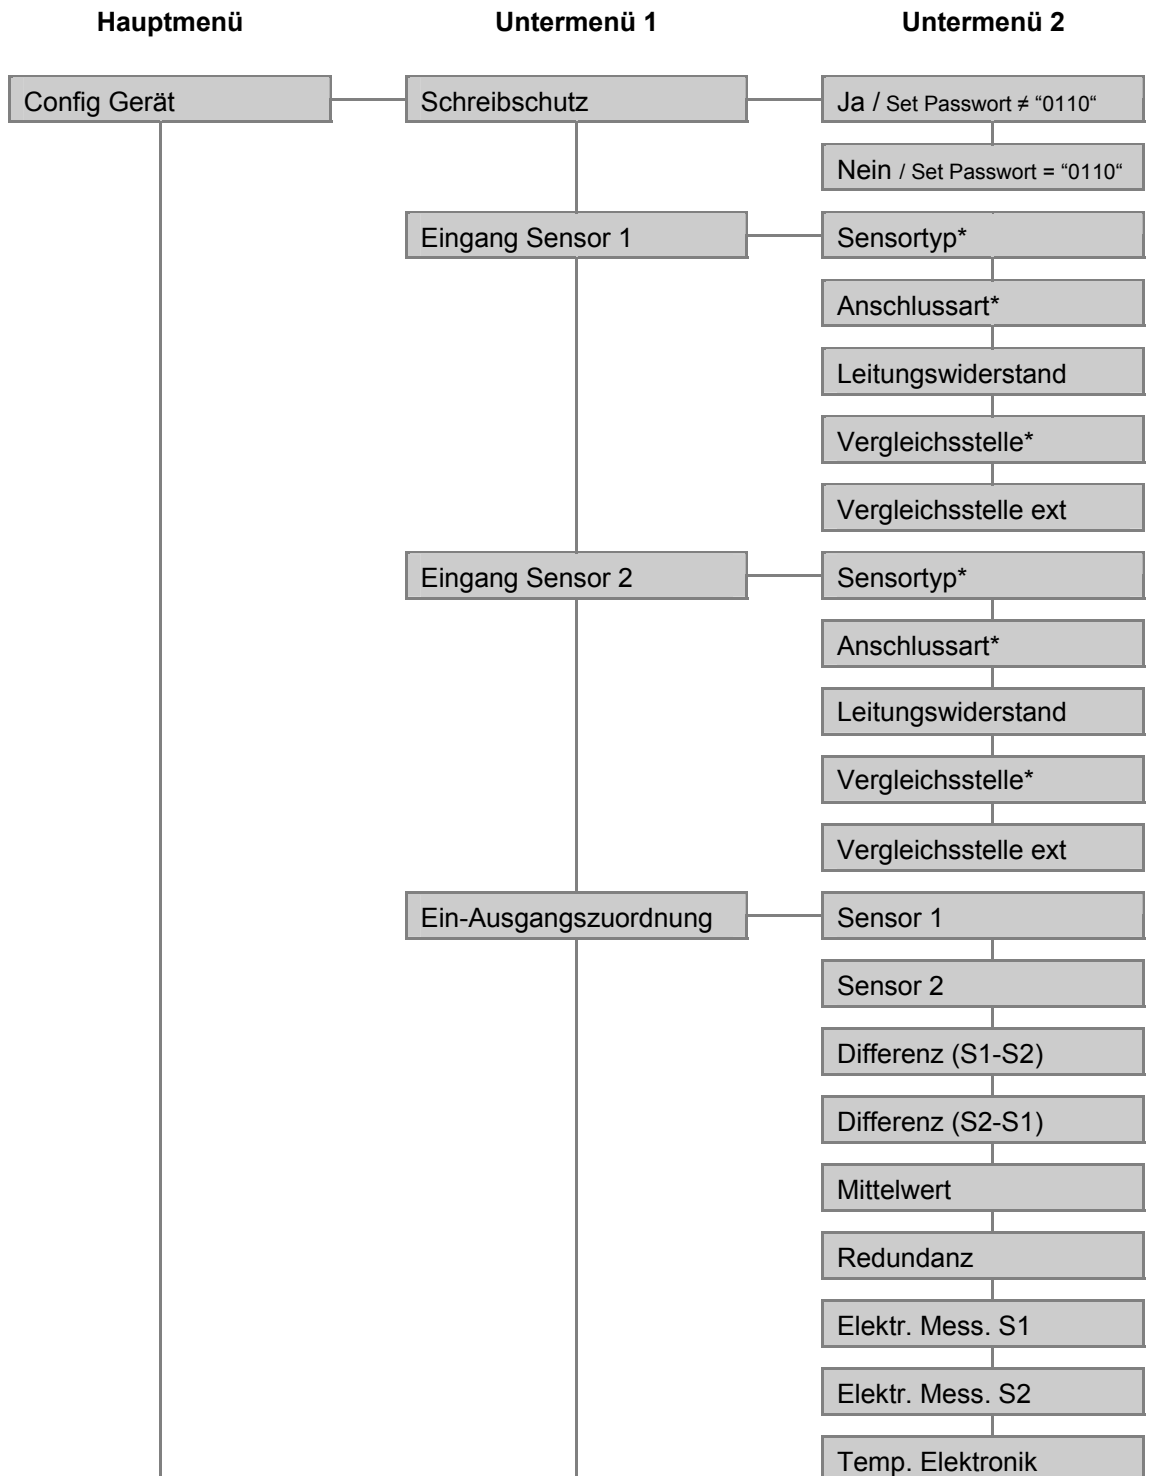 Hauptmenü Untermenü 1 Untermenü 2
Config Gerät Schreibschutz Ja / Set Passwort ≠ “0110“
Nein / Set Passwort = “0110“
Eingang Sensor 1 Sensortyp*
Anschlussart*
Leitungswiderstand
Vergleichsstelle*
Vergleichsstelle ext
Eingang Sensor 2 Sensortyp*
Anschlussart*
Leitungswiderstand
Vergleichsstelle*
Vergleichsstelle ext
Ein-Ausgangszuordnung Sensor 1
Sensor 2
Differenz (S1-S2)
Differenz (S2-S1)
Mittelwert
Redundanz
Elektr. Mess. S1
Elektr. Mess. S2
Temp. Elektronik